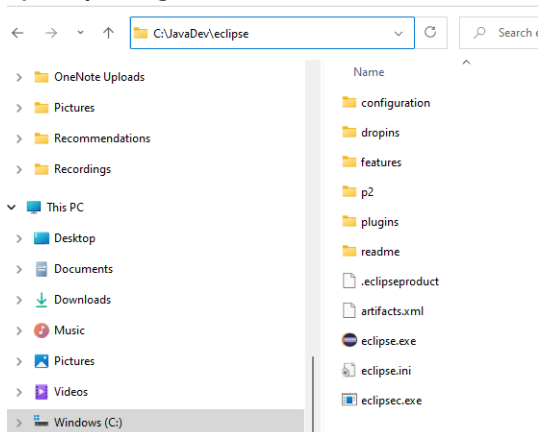 C:\JavaDev\eclipse
Search e
OneNote Uploads
Pictures
Recommendations
Recordings
This PC
Desktop
Documents
Downloads
Music
Pictures
Videos
Windows (C:)
Name
configuration
dropins
features
p2
plugins
readme
.eclipseproduct
artifacts.xml
eclipse.exe
eclipse.ini
eclipsec.exe